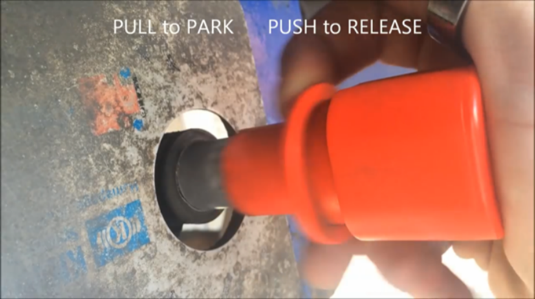 PULL to PARK PUSH to RELEASE